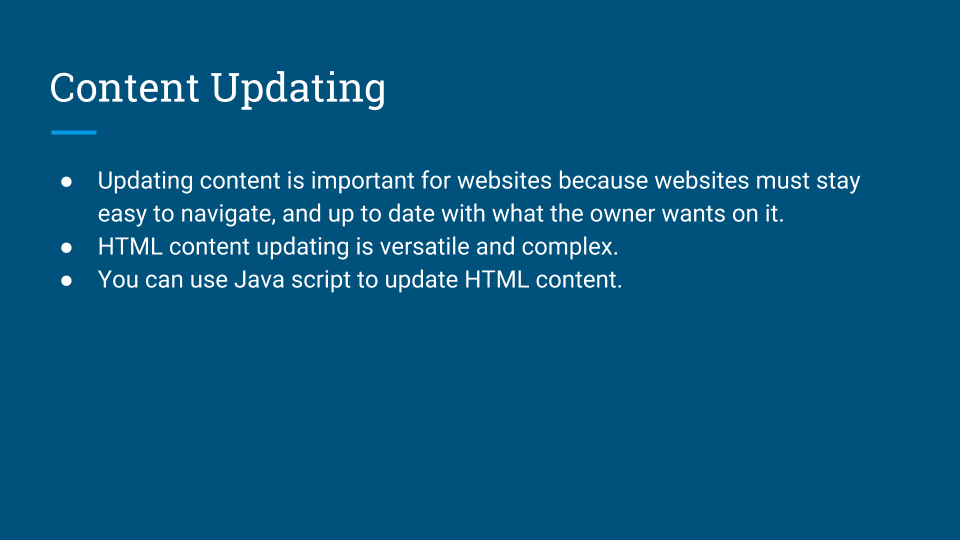 Content Updating
● Updating content is important for websites because websites must stay
easy to navigate, and up to date with what the owner wants on it.
● HTML content updating is versatile and complex.
● You can use Java script to update HTML content.